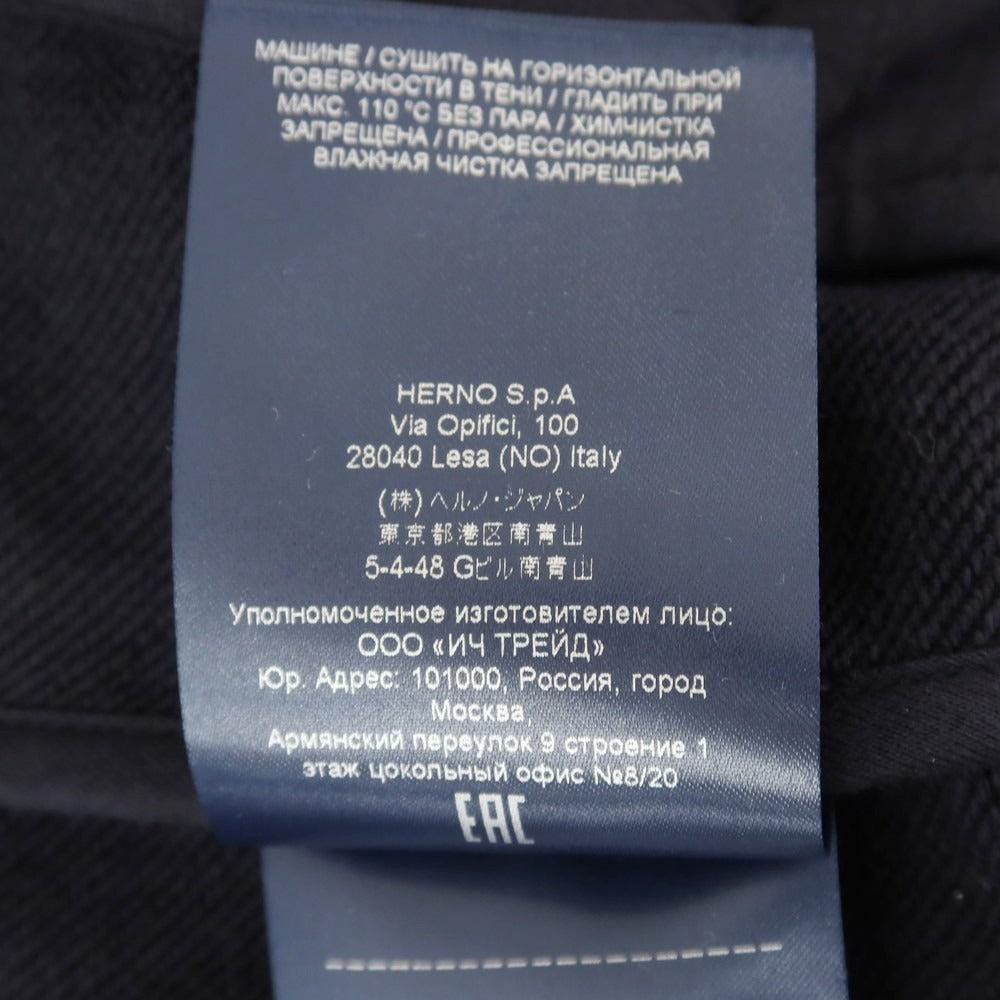 МАШИНЕ / СУШИТЬ НА ГОРИЗОНТАЛЬНОЙ
ПОВЕРХНОСТИ В ТЕНИ / ГЛАДИТЬ ПРИ
МАКС. 110 °C БЕЗ ПАРА / ХИМЧИСТКА
ЗАПРЕЩЕНА / ПРОФЕССИОНАЛЬНАЯ
ВЛАЖНАЯ ЧИСТКА ЗАПРЕЩЕНА
HERNO S.p.A
Via Opifici, 100
28040 Lesa (NO) Italy
(株)ヘルノ・ジャパン
東京都港区南青山
5-4-48 Gビル南青山
Уполномоченное изготовителем лицо:
ООО «ИЧ ТРЕЙД»
Юр. Адрес: 101000, Россия, город
Москва,
Армянский переулок 9 строение 1
этаж цокольный офис №8/20
EAC